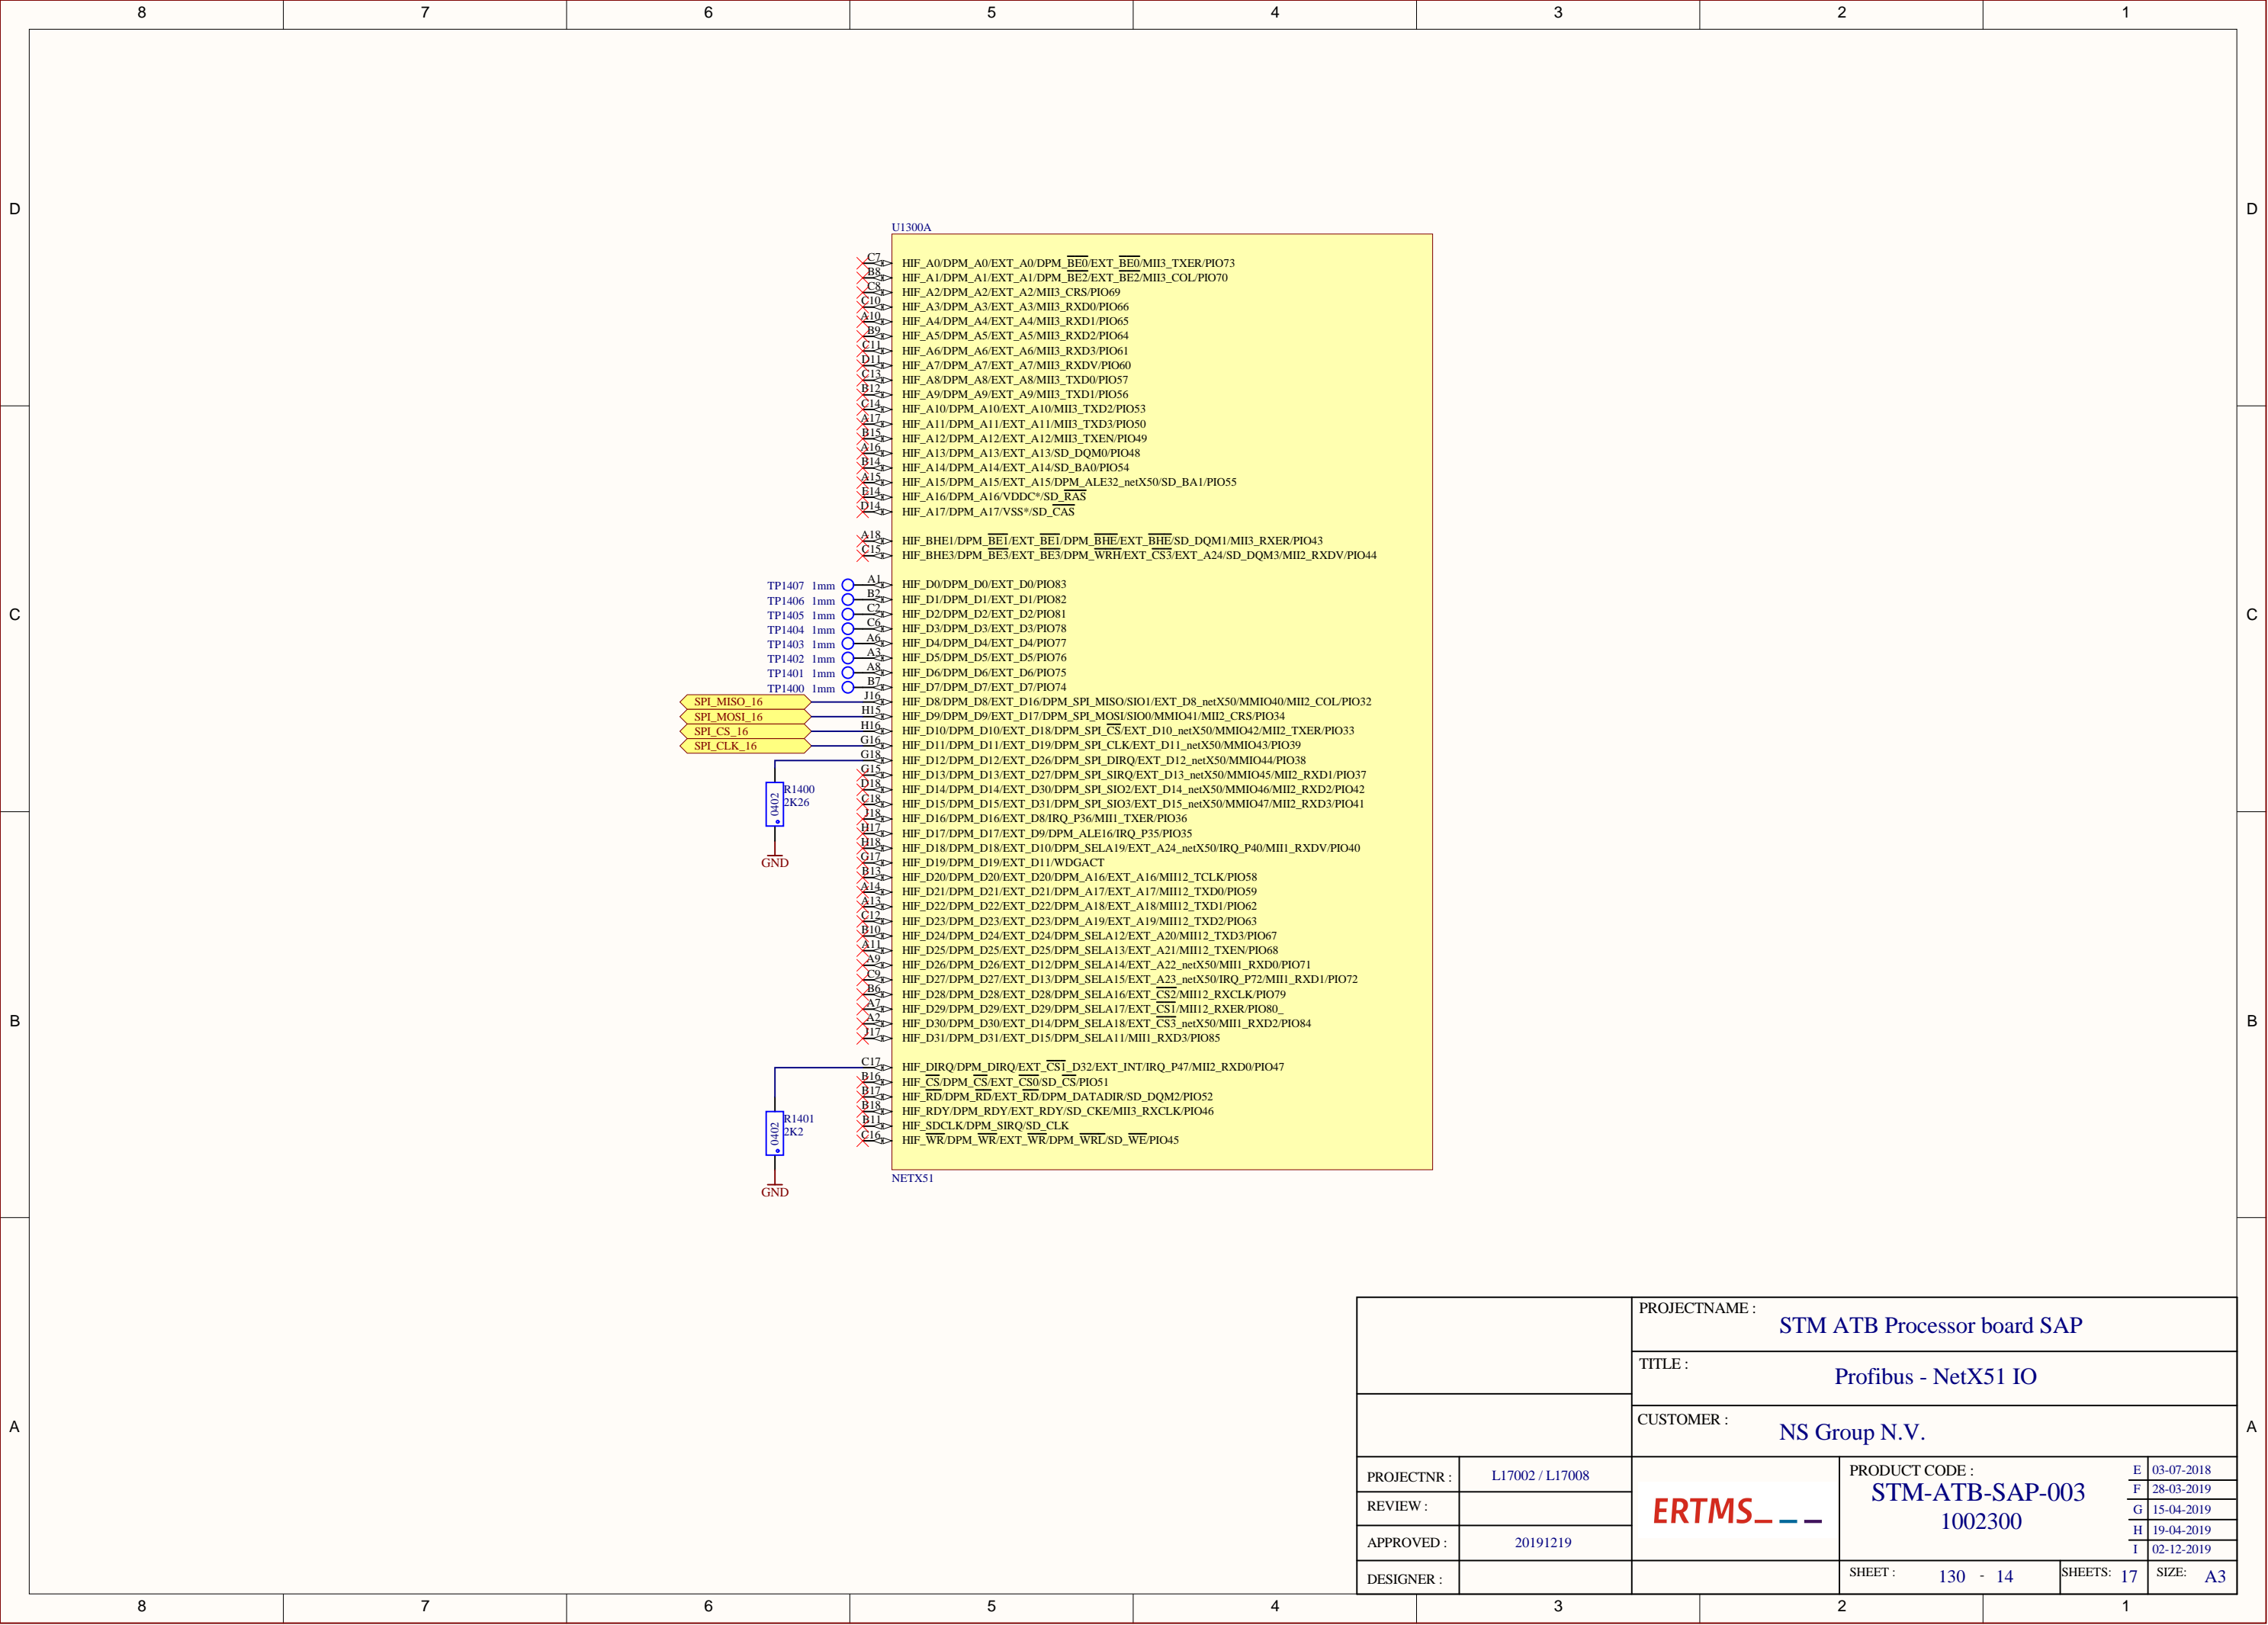 8 7 6 5 4 3 2 1
D D
C C
B B
A A
U1300A
C7 HIF_A0/DPM_A0/EXT_A0/DPM_BE0/EXT_BE0/MII3_TXER/PIO73
B8 HIF_A1/DPM_A1/EXT_A1/DPM_BE2/EXT_BE2/MII3_COL/PIO70
C8 HIF_A2/DPM_A2/EXT_A2/MII3_CRS/PIO69
C10 HIF_A3/DPM_A3/EXT_A3/MII3_RXD0/PIO66
A10 HIF_A4/DPM_A4/EXT_A4/MII3_RXD1/PIO65
B9 HIF_A5/DPM_A5/EXT_A5/MII3_RXD2/PIO64
C11 HIF_A6/DPM_A6/EXT_A6/MII3_RXD3/PIO61
D11 HIF_A7/DPM_A7/EXT_A7/MII3_RXDV/PIO60
C13 HIF_A8/DPM_A8/EXT_A8/MII3_TXD0/PIO57
B12 HIF_A9/DPM_A9/EXT_A9/MII3_TXD1/PIO56
C14 HIF_A10/DPM_A10/EXT_A10/MII3_TXD2/PIO53
A17 HIF_A11/DPM_A11/EXT_A11/MII3_TXD3/PIO50
B15 HIF_A12/DPM_A12/EXT_A12/MII3_TXEN/PIO49
A16 HIF_A13/DPM_A13/EXT_A13/SD_DQM0/PIO48
B14 HIF_A14/DPM_A14/EXT_A14/SD_BA0/PIO54
A15 HIF_A15/DPM_A15/EXT_A15/DPM_ALE32_netX50/SD_BA1/PIO55
E14 HIF_A16/DPM_A16/VDDC*/SD_RAS
D14 HIF_A17/DPM_A17/VSS*/SD_CAS
A18 HIF_BHE1/DPM_BE1/EXT_BE1/DPM_BHE/EXT_BHE/SD_DQM1/MII3_RXER/PIO43
C15 HIF_BHE3/DPM_BE3/EXT_BE3/DPM_WRH/EXT_CS3/EXT_A24/SD_DQM3/MII2_RXDV/PIO44
TP1407 1mm A1 HIF_D0/DPM_D0/EXT_D0/PIO83
TP1406 1mm B2 HIF_D1/DPM_D1/EXT_D1/PIO82
TP1405 1mm C2 HIF_D2/DPM_D2/EXT_D2/PIO81
TP1404 1mm C6 HIF_D3/DPM_D3/EXT_D3/PIO78
TP1403 1mm A6 HIF_D4/DPM_D4/EXT_D4/PIO77
TP1402 1mm A3 HIF_D5/DPM_D5/EXT_D5/PIO76
TP1401 1mm A8 HIF_D6/DPM_D6/EXT_D6/PIO75
TP1400 1mm B7 HIF_D7/DPM_D7/EXT_D7/PIO74
SPI_MISO_16 J16 HIF_D8/DPM_D8/EXT_D16/DPM_SPI_MISO/SIO1/EXT_D8_netX50/MMIO40/MII2_COL/PIO32
SPI_MOSI_16 H15 HIF_D9/DPM_D9/EXT_D17/DPM_SPI_MOSI/SIO0/MMIO41/MII2_CRS/PIO34
SPI_CS_16 H16 HIF_D10/DPM_D10/EXT_D18/DPM_SPI_CS/EXT_D10_netX50/MMIO42/MII2_TXER/PIO33
SPI_CLK_16 G16 HIF_D11/DPM_D11/EXT_D19/DPM_SPI_CLK/EXT_D11_netX50/MMIO43/PIO39
G18 HIF_D12/DPM_D12/EXT_D26/DPM_SPI_DIRQ/EXT_D12_netX50/MMIO44/PIO38
G15 HIF_D13/DPM_D13/EXT_D27/DPM_SPI_SIRQ/EXT_D13_netX50/MMIO45/MII2_RXD1/PIO37
D18 HIF_D14/DPM_D14/EXT_D30/DPM_SPI_SIO2/EXT_D14_netX50/MMIO46/MII2_RXD2/PIO42
C18 HIF_D15/DPM_D15/EXT_D31/DPM_SPI_SIO3/EXT_D15_netX50/MMIO47/MII2_RXD3/PIO41
J18 HIF_D16/DPM_D16/EXT_D8/IRQ_P36/MII1_TXER/PIO36
H17 HIF_D17/DPM_D17/EXT_D9/DPM_ALE16/IRQ_P35/PIO35
H18 HIF_D18/DPM_D18/EXT_D10/DPM_SELA19/EXT_A24_netX50/IRQ_P40/MII1_RXDV/PIO40
G17 HIF_D19/DPM_D19/EXT_D11/WDGACT
B13 HIF_D20/DPM_D20/EXT_D20/DPM_A16/EXT_A16/MII12_TCLK/PIO58
A14 HIF_D21/DPM_D21/EXT_D21/DPM_A17/EXT_A17/MII12_TXD0/PIO59
A13 HIF_D22/DPM_D22/EXT_D22/DPM_A18/EXT_A18/MII12_TXD1/PIO62
C12 HIF_D23/DPM_D23/EXT_D23/DPM_A19/EXT_A19/MII12_TXD2/PIO63
B10 HIF_D24/DPM_D24/EXT_D24/DPM_SELA12/EXT_A20/MII12_TXD3/PIO67
A11 HIF_D25/DPM_D25/EXT_D25/DPM_SELA13/EXT_A21/MII12_TXEN/PIO68
A9 HIF_D26/DPM_D26/EXT_D12/DPM_SELA14/EXT_A22_netX50/MII1_RXD0/PIO71
C9 HIF_D27/DPM_D27/EXT_D13/DPM_SELA15/EXT_A23_netX50/IRQ_P72/MII1_RXD1/PIO72
B6 HIF_D28/DPM_D28/EXT_D28/DPM_SELA16/EXT_CS2/MII12_RXCLK/PIO79
A7 HIF_D29/DPM_D29/EXT_D29/DPM_SELA17/EXT_CS1/MII12_RXER/PIO80_
A2 HIF_D30/DPM_D30/EXT_D14/DPM_SELA18/EXT_CS3_netX50/MII1_RXD2/PIO84
J17 HIF_D31/DPM_D31/EXT_D15/DPM_SELA11/MII1_RXD3/PIO85
R1400
2K26
0402
GND
C17 HIF_DIRQ/DPM_DIRQ/EXT_CS1_D32/EXT_INT/IRQ_P47/MII2_RXD0/PIO47
B16 HIF_CS/DPM_CS/EXT_CS0/SD_CS/PIO51
B17 HIF_RD/DPM_RD/EXT_RD/DPM_DATADIR/SD_DQM2/PIO52
B18 HIF_RDY/DPM_RDY/EXT_RDY/SD_CKE/MII3_RXCLK/PIO46
B11 HIF_SDCLK/DPM_SIRQ/SD_CLK
C16 HIF_WR/DPM_WR/EXT_WR/DPM_WRL/SD_WE/PIO45
R1401
2K2
0402
GND
NETX51
PROJECTNAME :
STM ATB Processor board SAP
TITLE :
Profibus - NetX51 IO
CUSTOMER :
NS Group N.V.
PROJECTNR : L17002 / L17008
REVIEW :
APPROVED : 20191219
DESIGNER :
ERTMS
PRODUCT CODE :
STM-ATB-SAP-003
1002300
E 03-07-2018
F 28-03-2019
G 15-04-2019
H 19-04-2019
I 02-12-2019
SHEET : 130 - 14 SHEETS: 17 SIZE: A3
8 7 6 5 4 3 2 1